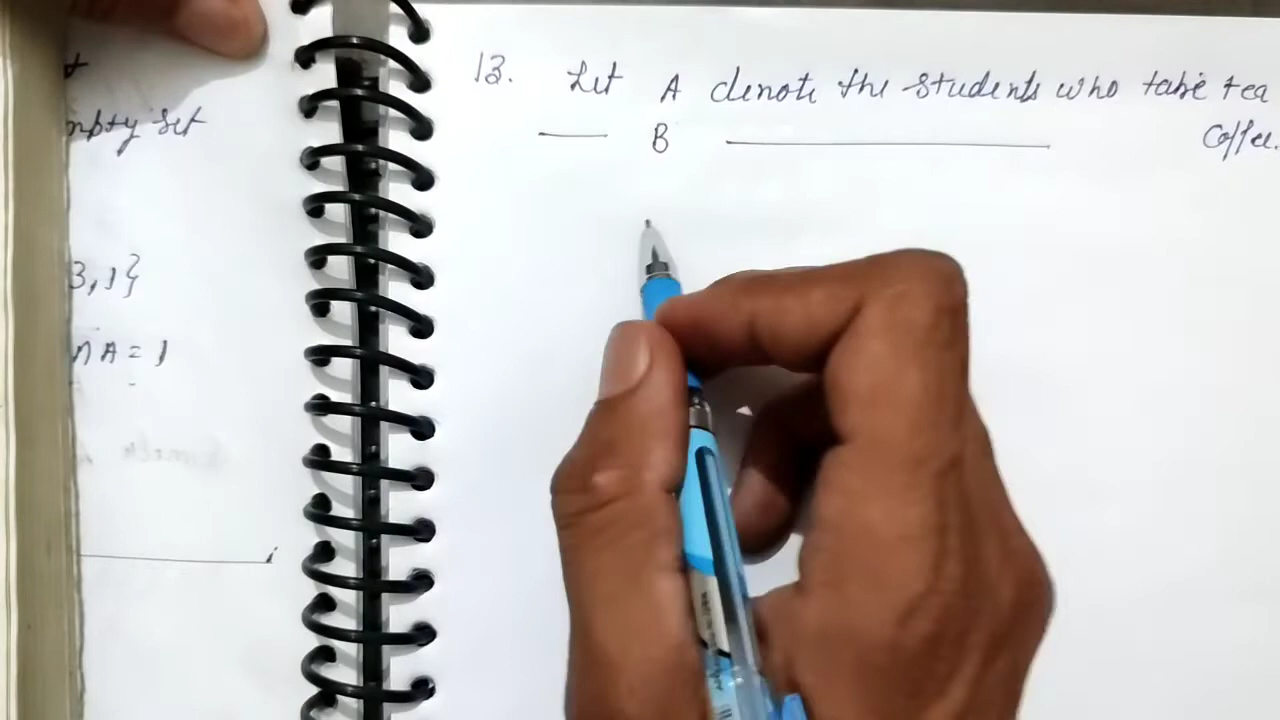 mpty set
3,1}
n A = 1
13. Let A denote the students who take tea
—— B ———————— Coffee.